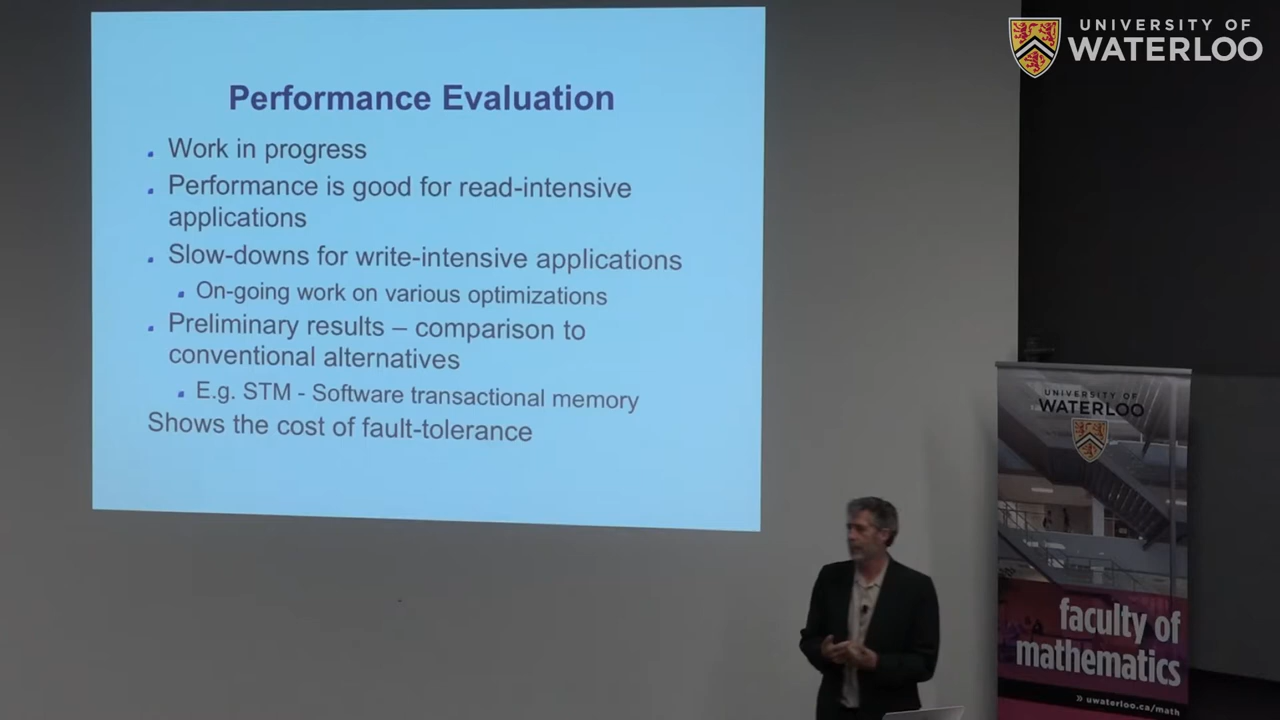 Performance Evaluation
Work in progress
Performance is good for read-intensive
applications
Slow-downs for write-intensive applications
On-going work on various optimizations
Preliminary results – comparison to
conventional alternatives
E.g. STM - Software transactional memory
Shows the cost of fault-tolerance
UNIVERSITY OF
WATERLOO
UNIVERSITY OF
WATERLOO
faculty of
mathematics
» uwaterloo.ca/math